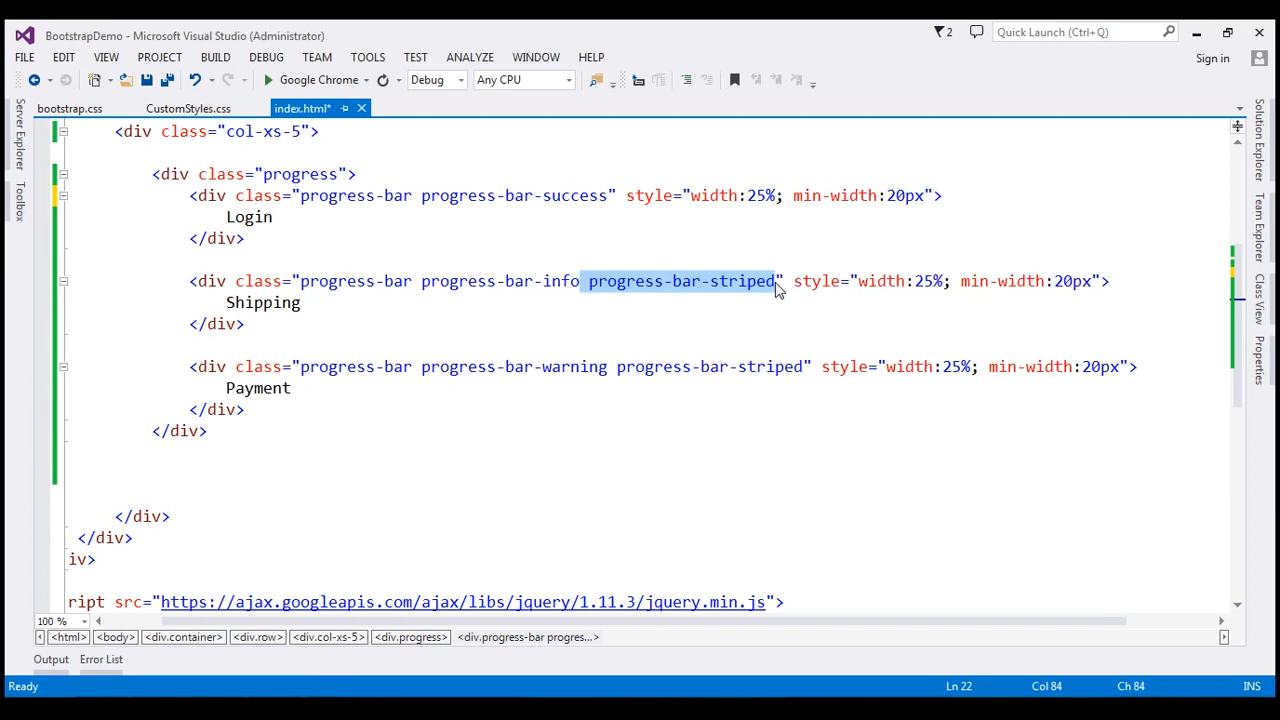 BootstrapDemo - Microsoft Visual Studio (Administrator)
2
Quick Launch (Ctrl+Q)
FILE EDIT VIEW PROJECT BUILD DEBUG TEAM TOOLS TEST ANALYZE WINDOW HELP
Sign in
Google Chrome
Debug
Any CPU
bootstrap.css CustomStyles.css index.html*
Server Explorer
Toolbox
<div class="col-xs-5">
<div class="progress">
<div class="progress-bar progress-bar-success" style="width:25%; min-width:20px">
Login
</div>
<div class="progress-bar progress-bar-info progress-bar-striped" style="width:25%; min-width:20px">
Shipping
</div>
<div class="progress-bar progress-bar-warning progress-bar-striped" style="width:25%; min-width:20px">
Payment
</div>
</div>
</div>
</div>
iv>
ript src="https://ajax.googleapis.com/ajax/libs/jquery/1.11.3/jquery.min.js">
Solution Explorer
Team Explorer
Class View
Properties
100 %
<html> <body> <div.container> <div.row> <div.col-xs-5> <div.progress> <div.progress-bar progres...>
Output Error List
Ready
Ln 22
Col 84
Ch 84
INS